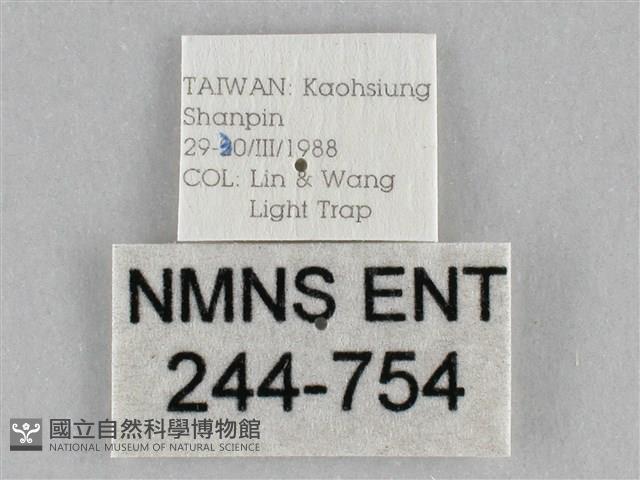 TAIWAN: Kaohsiung
Shanpin
29-30/III/1988
COL: Lin & Wang
Light Trap
NMNS ENT
244-754
國立自然科學博物館
NATIONAL MUSEUM OF NATURAL SCIENCE